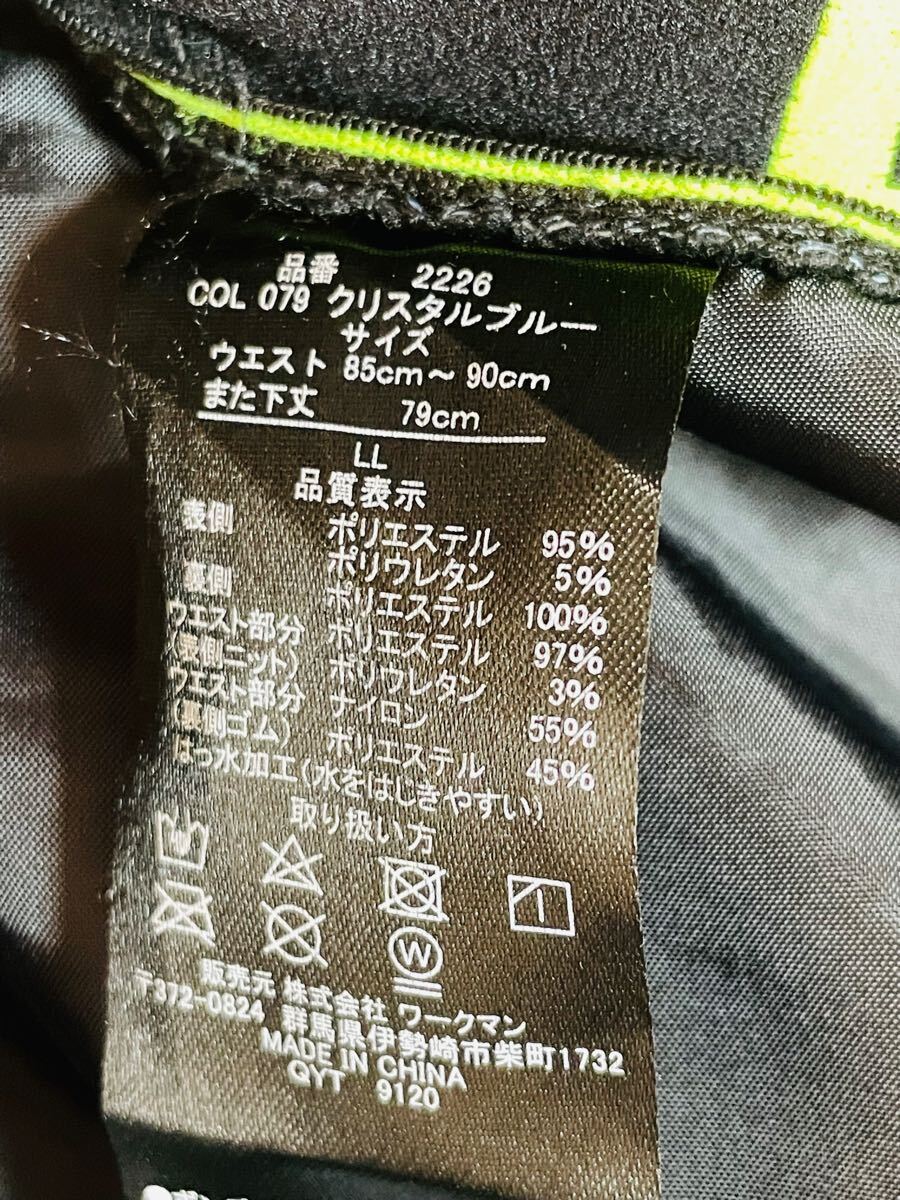 品番 2226
COL 079 クリスタルブルー
サイズ
ウエスト 85cm～90cm
また下丈 79cm
LL
品質表示
表側 ポリエステル 95%
ポリウレタン 5%
裏側 ポリエステル 100%
ウエスト部分 ポリエステル 97%
(表側ニット) ポリウレタン 3%
ウエスト部分 ナイロン 55%
(裏側ゴム) ポリエステル 45%
はっ水加工(水をはじきやすい)
取り扱い方
W
販売元 株式会社 ワークマン
〒372-0824 群馬県伊勢崎市柴町1732
MADE IN CHINA
QYT 9120